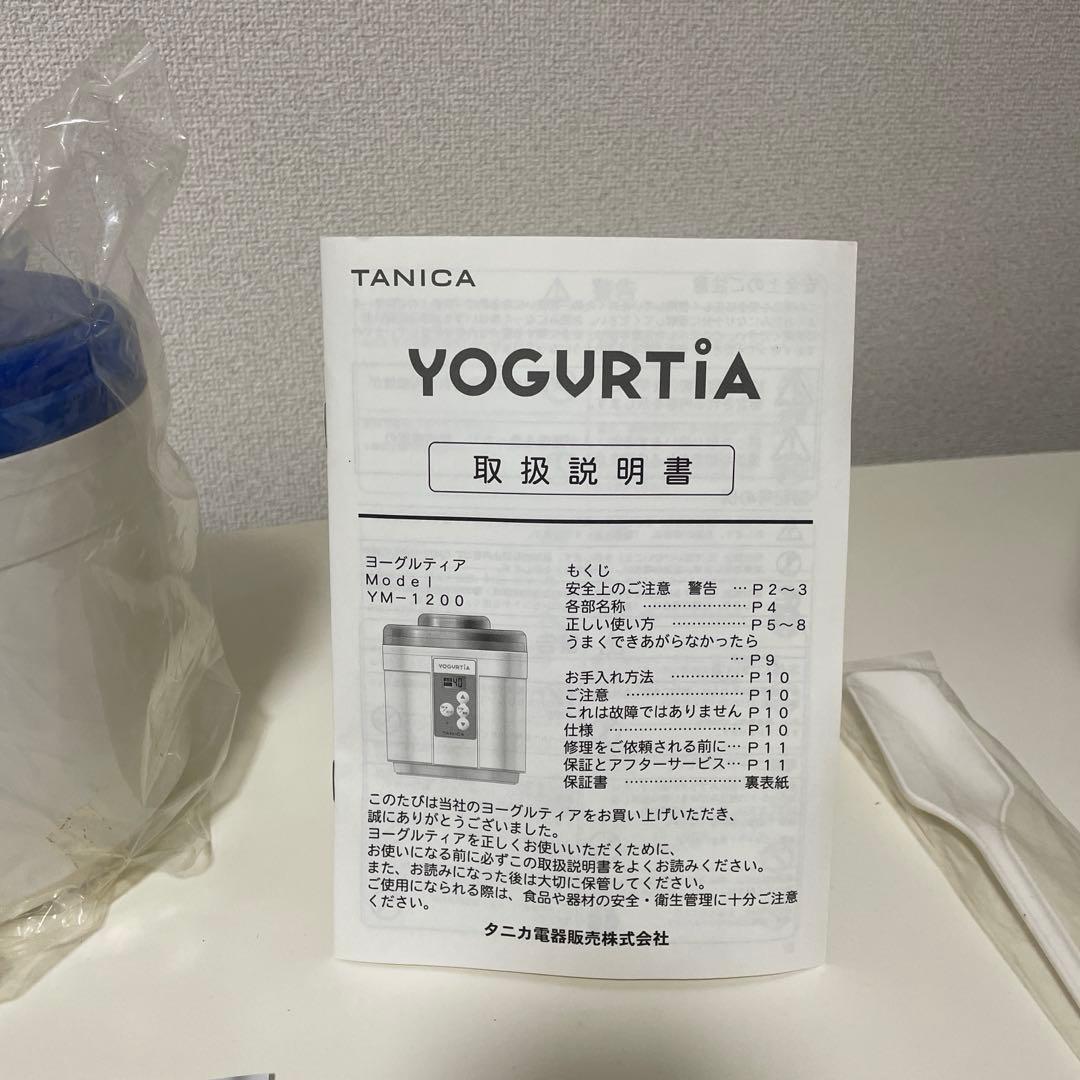 TANICA
YOGURTiA
取扱説明書
ヨーグルティア
Model
YM-1200
YOGURTiA
40
TANICA
もくじ
安全上のご注意 警告 …P2～3
各部名称 …………………P4
正しい使い方 ……………P5～8
うまくできあがらなかったら
…P9
お手入れ方法 ……………P10
ご注意 ……………………P10
これは故障ではありません P10
仕様 ………………………P10
修理をご依頼される前に…P11
保証とアフターサービス…P11
保証書 ……………………裏表紙
このたびは当社のヨーグルティアをお買い上げいただき、
誠にありがとうございました。
ヨーグルティアを正しくお使いいただくために、
お使いになる前に必ずこの取扱説明書をよくお読みください。
また、お読みになった後は大切に保管してください。
ご使用になられる際は、食品や器材の安全・衛生管理に十分ご注意
ください。
タニカ電器販売株式会社